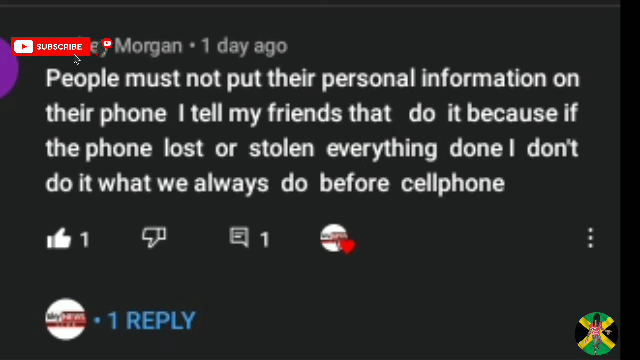 SUBSCRIBE
Morgan • 1 day ago
People must not put their personal information on
their phone I tell my friends that do it because if
the phone lost or stolen everything done I don't
do it what we always do before cellphone
1
1
• 1 REPLY